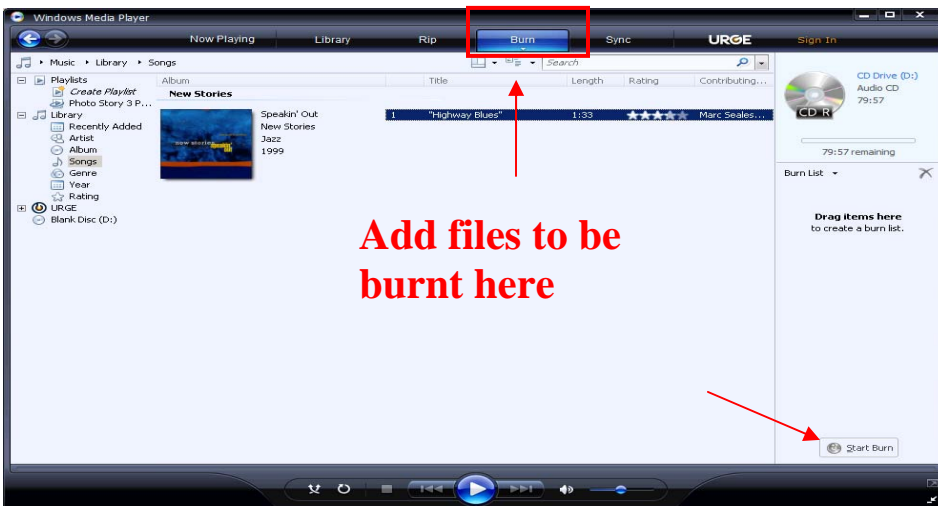 Windows Media Player
Now Playing Library Rip Burn Sync URGE Sign In
Music Library Songs Search
Playlists
Create Playlist
Photo Story 3 P...
Library
Recently Added
Artist
Album
Songs
Genre
Year
Rating
URGE
Blank Disc (D:)
Album Title Length Rating Contributing...
New Stories
new stories
Speakin' Out
New Stories
Jazz
1999
1 "Highway Blues" 1:33 Marc Seales...
CD R
CD Drive (D:)
Audio CD
79:57
79:57 remaining
Burn List
Drag items here
to create a burn list.
Add files to be
burnt here
Start Burn